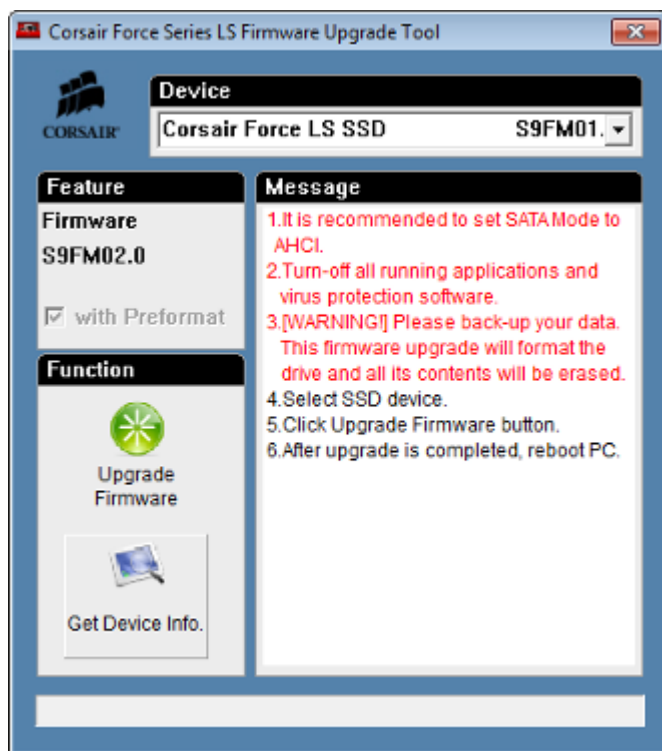 Corsair Force Series LS Firmware Upgrade Tool
CORSAIR
Device
Corsair Force LS SSD S9FM01.
Feature
Firmware
S9FM02.0
with Preformat
Function
Upgrade
Firmware
Get Device Info.
Message
1.It is recommended to set SATA Mode to
AHCI.
2.Turn-off all running applications and
virus protection software.
3.[WARNING!] Please back-up your data.
This firmware upgrade will format the
drive and all its contents will be erased.
4.Select SSD device.
5.Click Upgrade Firmware button.
6.After upgrade is completed, reboot PC.